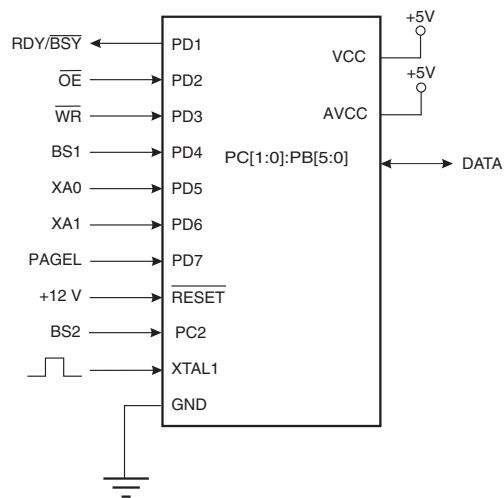 RDY/BSY
OE
WR
BS1
XA0
XA1
PAGEL
+12 V
BS2
PD1
PD2
PD3
PD4
PD5
PD6
PD7
RESET
PC2
XTAL1
GND
+5V
VCC
+5V
AVCC
PC[1:0]:PB[5:0]
DATA